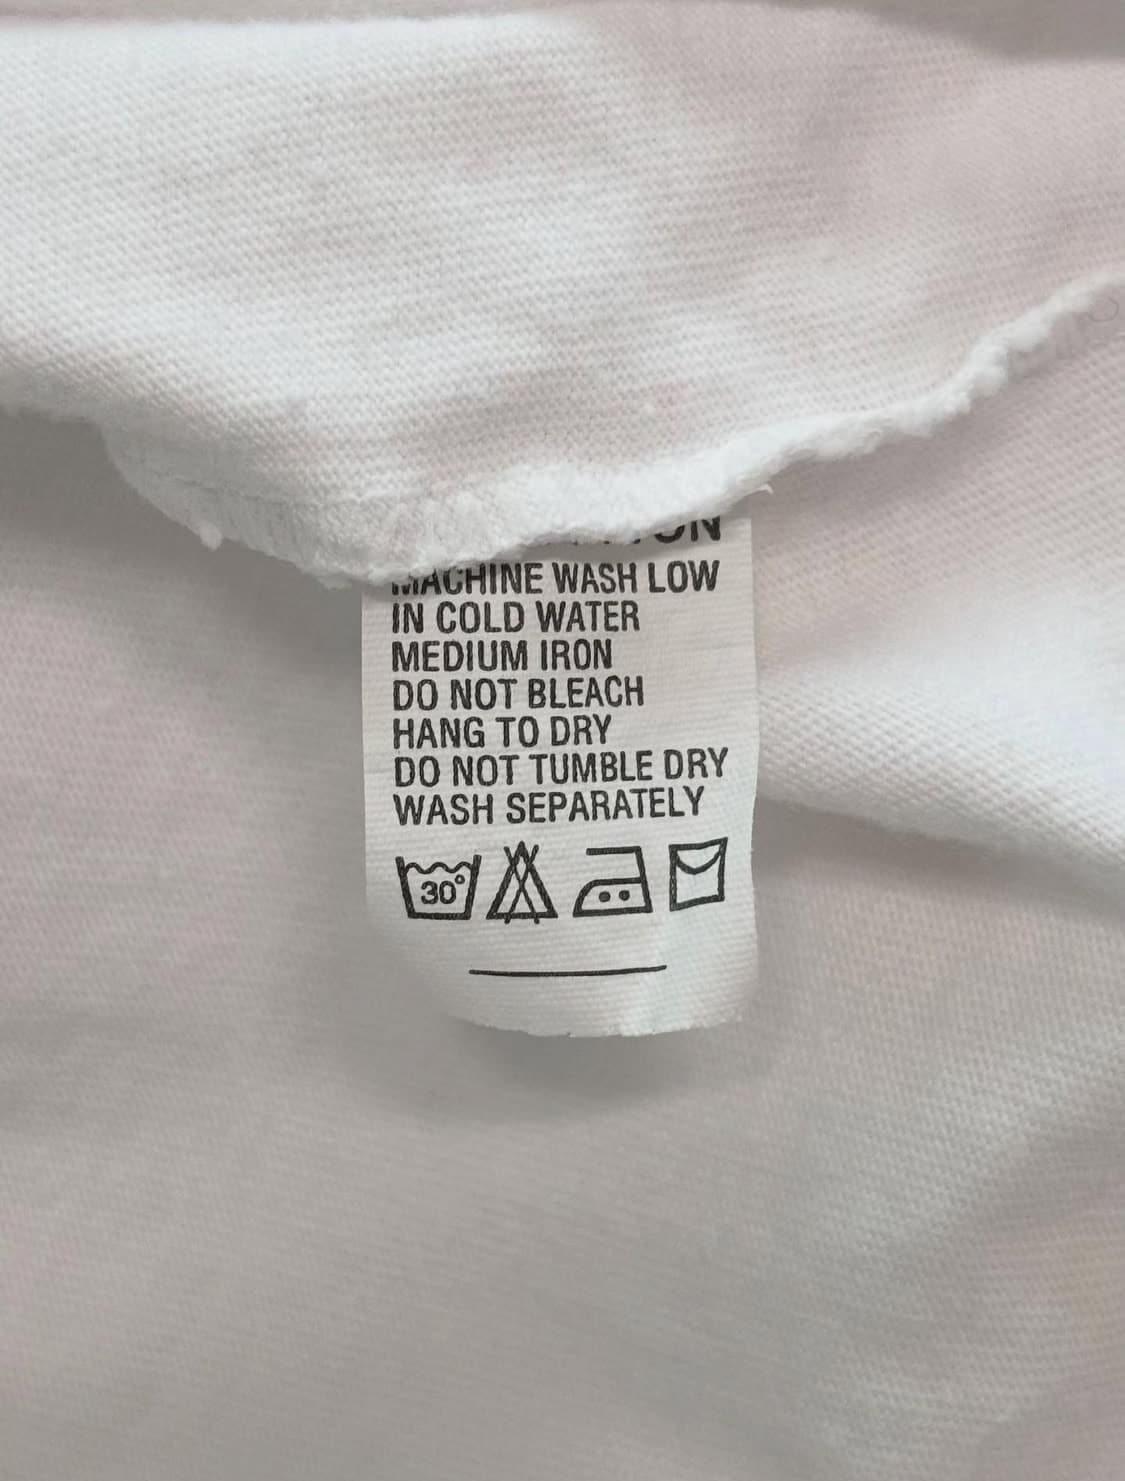 MACHINE WASH LOW
IN COLD WATER
MEDIUM IRON
DO NOT BLEACH
HANG TO DRY
DO NOT TUMBLE DRY
WASH SEPARATELY
30°